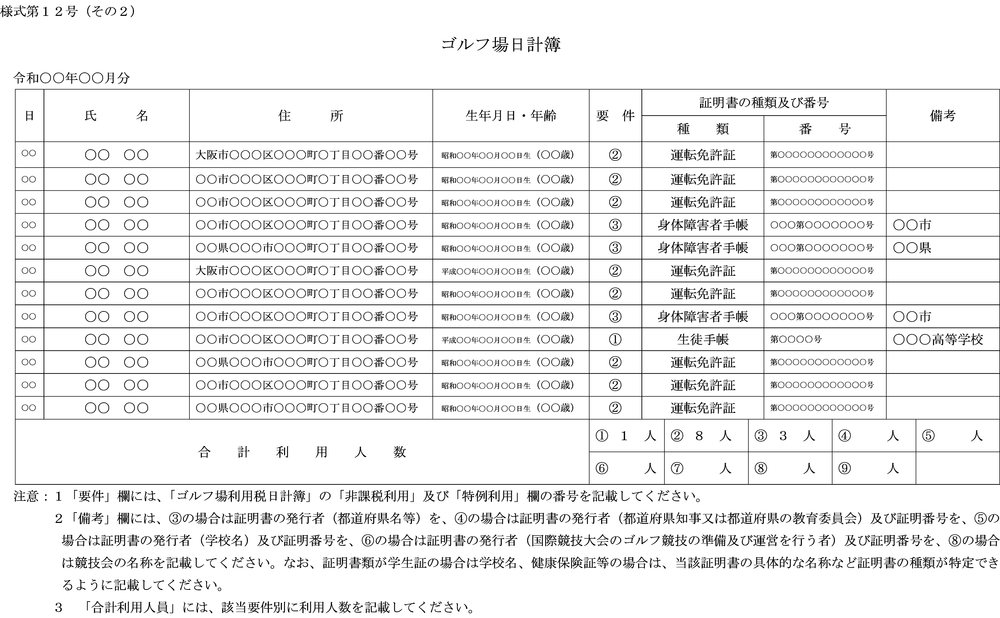 様式第１２号（その２）
ゴルフ場日計簿
令和○○年○○月分
日　氏　　　名　住　　　所　生年月日・年齢　要　件　証明書の種類及び番号　備考
種　　類　番　　号
○○　○○　○○　大阪市○○○区○○○町○丁目○○番○○号　昭和○○年○○月○○日生（○○歳）　②　運転免許証　第○○○○○○○○○○○○号
○○　○○　○○　○○市○○○区○○○町○丁目○○番○○号　昭和○○年○○月○○日生（○○歳）　②　運転免許証　第○○○○○○○○○○○○号
○○　○○　○○　○○市○○○区○○○町○丁目○○番○○号　昭和○○年○○月○○日生（○○歳）　②　運転免許証　第○○○○○○○○○○○○号
○○　○○　○○　○○市○○○区○○○町○丁目○○番○○号　昭和○○年○○月○○日生（○○歳）　③　身体障害者手帳　○○○第○○○○○○○号　○○市
○○　○○　○○　○○県○○○市○○○町○丁目○○番○○号　昭和○○年○○月○○日生（○○歳）　③　身体障害者手帳　○○○第○○○○○○○号　○○県
○○　○○　○○　大阪市○○○区○○○町○丁目○○番○○号　平成○○年○○月○○日生（○○歳）　②　運転免許証　第○○○○○○○○○○○○号
○○　○○　○○　○○市○○○区○○○町○丁目○○番○○号　昭和○○年○○月○○日生（○○歳）　②　運転免許証　第○○○○○○○○○○○○号
○○　○○　○○　○○市○○○区○○○町○丁目○○番○○号　昭和○○年○○月○○日生（○○歳）　③　身体障害者手帳　○○○第○○○○○○○号　○○市
○○　○○　○○　○○市○○○区○○○町○丁目○○番○○号　平成○○年○○月○○日生（○○歳）　①　生徒手帳　第○○○○号　○○○高等学校
○○　○○　○○　○○県○○○市○○○町○丁目○○番○○号　昭和○○年○○月○○日生（○○歳）　②　運転免許証　第○○○○○○○○○○○○号
○○　○○　○○　○○市○○○区○○○町○丁目○○番○○号　昭和○○年○○月○○日生（○○歳）　②　運転免許証　第○○○○○○○○○○○○号
○○　○○　○○　○○県○○○市○○○町○丁目○○番○○号　昭和○○年○○月○○日生（○○歳）　②　運転免許証　第○○○○○○○○○○○○号
合　　計　　利　　用　　人　　数　①　１　人　②　８　人　③　３　人　④　　　人　⑤　　　人
⑥　　　人　⑦　　　人　⑧　　　人　⑨　　　人
注意：１「要件」欄には、「ゴルフ場利用税日計簿」の「非課税利用」及び「特例利用」欄の番号を記載してください。
２「備考」欄には、③の場合は証明書の発行者（都道府県名等）を、④の場合は証明書の発行者（都道府県知事又は都道府県の教育委員会）及び証明番号を、⑤の
場合は証明書の発行者（学校名）及び証明番号を、⑥の場合は証明書の発行者（国際競技大会のゴルフ競技の準備及び運営を行う者）及び証明番号を、⑧の場合
は競技会の名称を記載してください。なお、証明書類が学生証の場合は学校名、健康保険証等の場合は、当該証明書の具体的な名称など証明書の種類が特定でき
るように記載してください。
３　「合計利用人員」には、該当要件別に利用人数を記載してください。